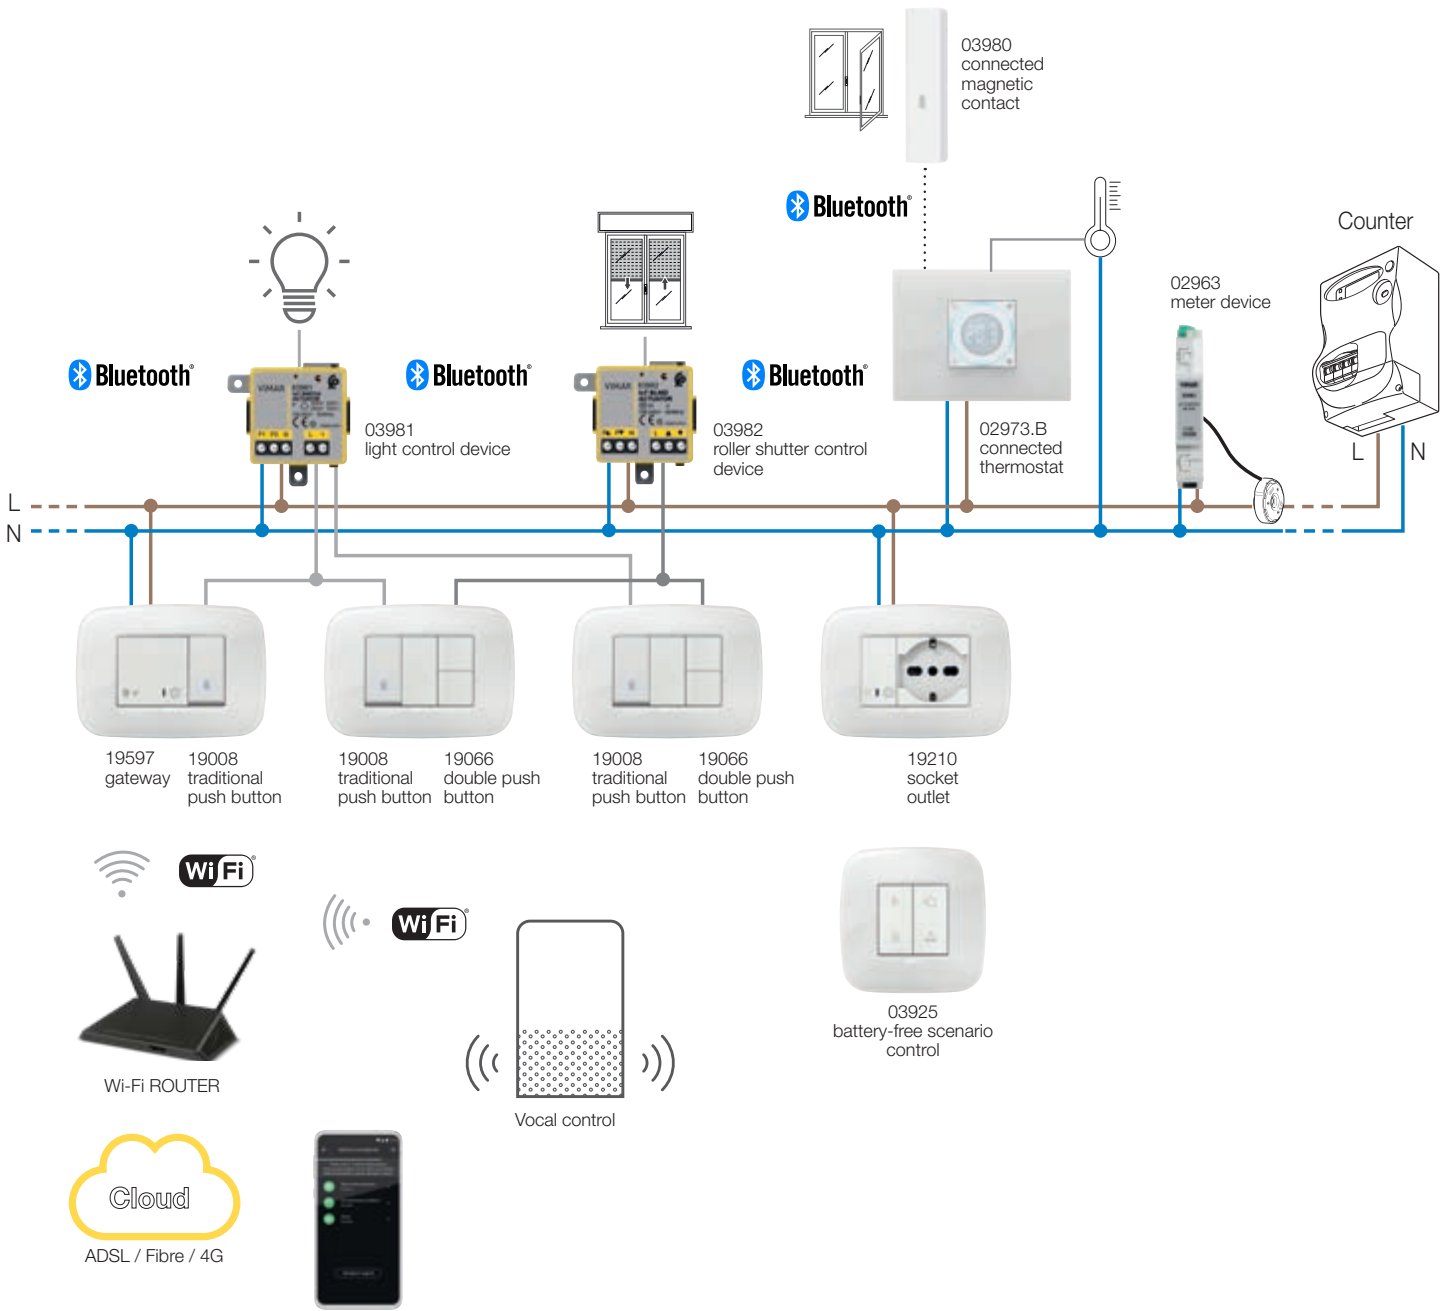 03980
connected
magnetic
contact
Bluetooth®
Counter
02963
meter device
Bluetooth®
Bluetooth®
Bluetooth®
VIMAR
VIMAR
VIMAR
03981
light control device
03982
roller shutter control
device
02973.B
connected
thermostat
L N
L
N
19597
gateway
19008
traditional
push button
19008
traditional
push button
19066
double push
button
19008
traditional
push button
19066
double push
button
19210
socket
outlet
WiFi
WiFi
Wi-Fi ROUTER
Vocal control
03925
battery-free scenario
control
Cloud
ADSL / Fibre / 4G